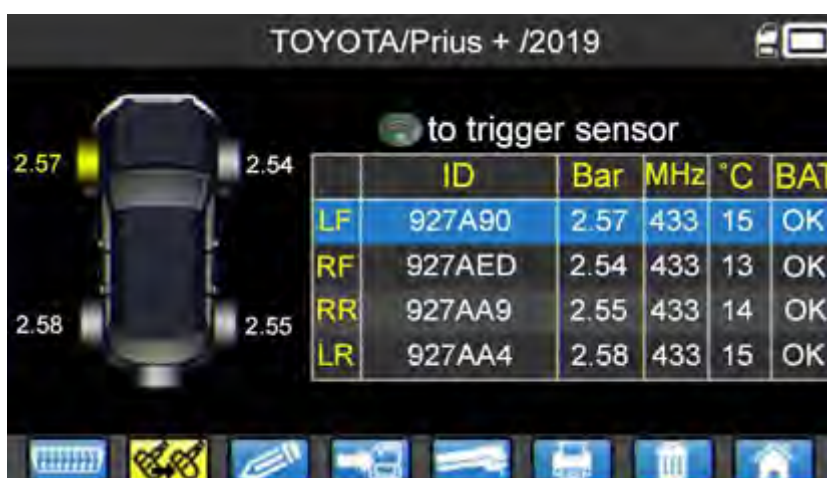 TOYOTA/Prius + /2019
to trigger sensor
2.57 2.54
2.58 2.55
ID Bar MHz °C BAT
LF 927A90 2.57 433 15 OK
RF 927AED 2.54 433 13 OK
RR 927AA9 2.55 433 14 OK
LR 927AA4 2.58 433 15 OK